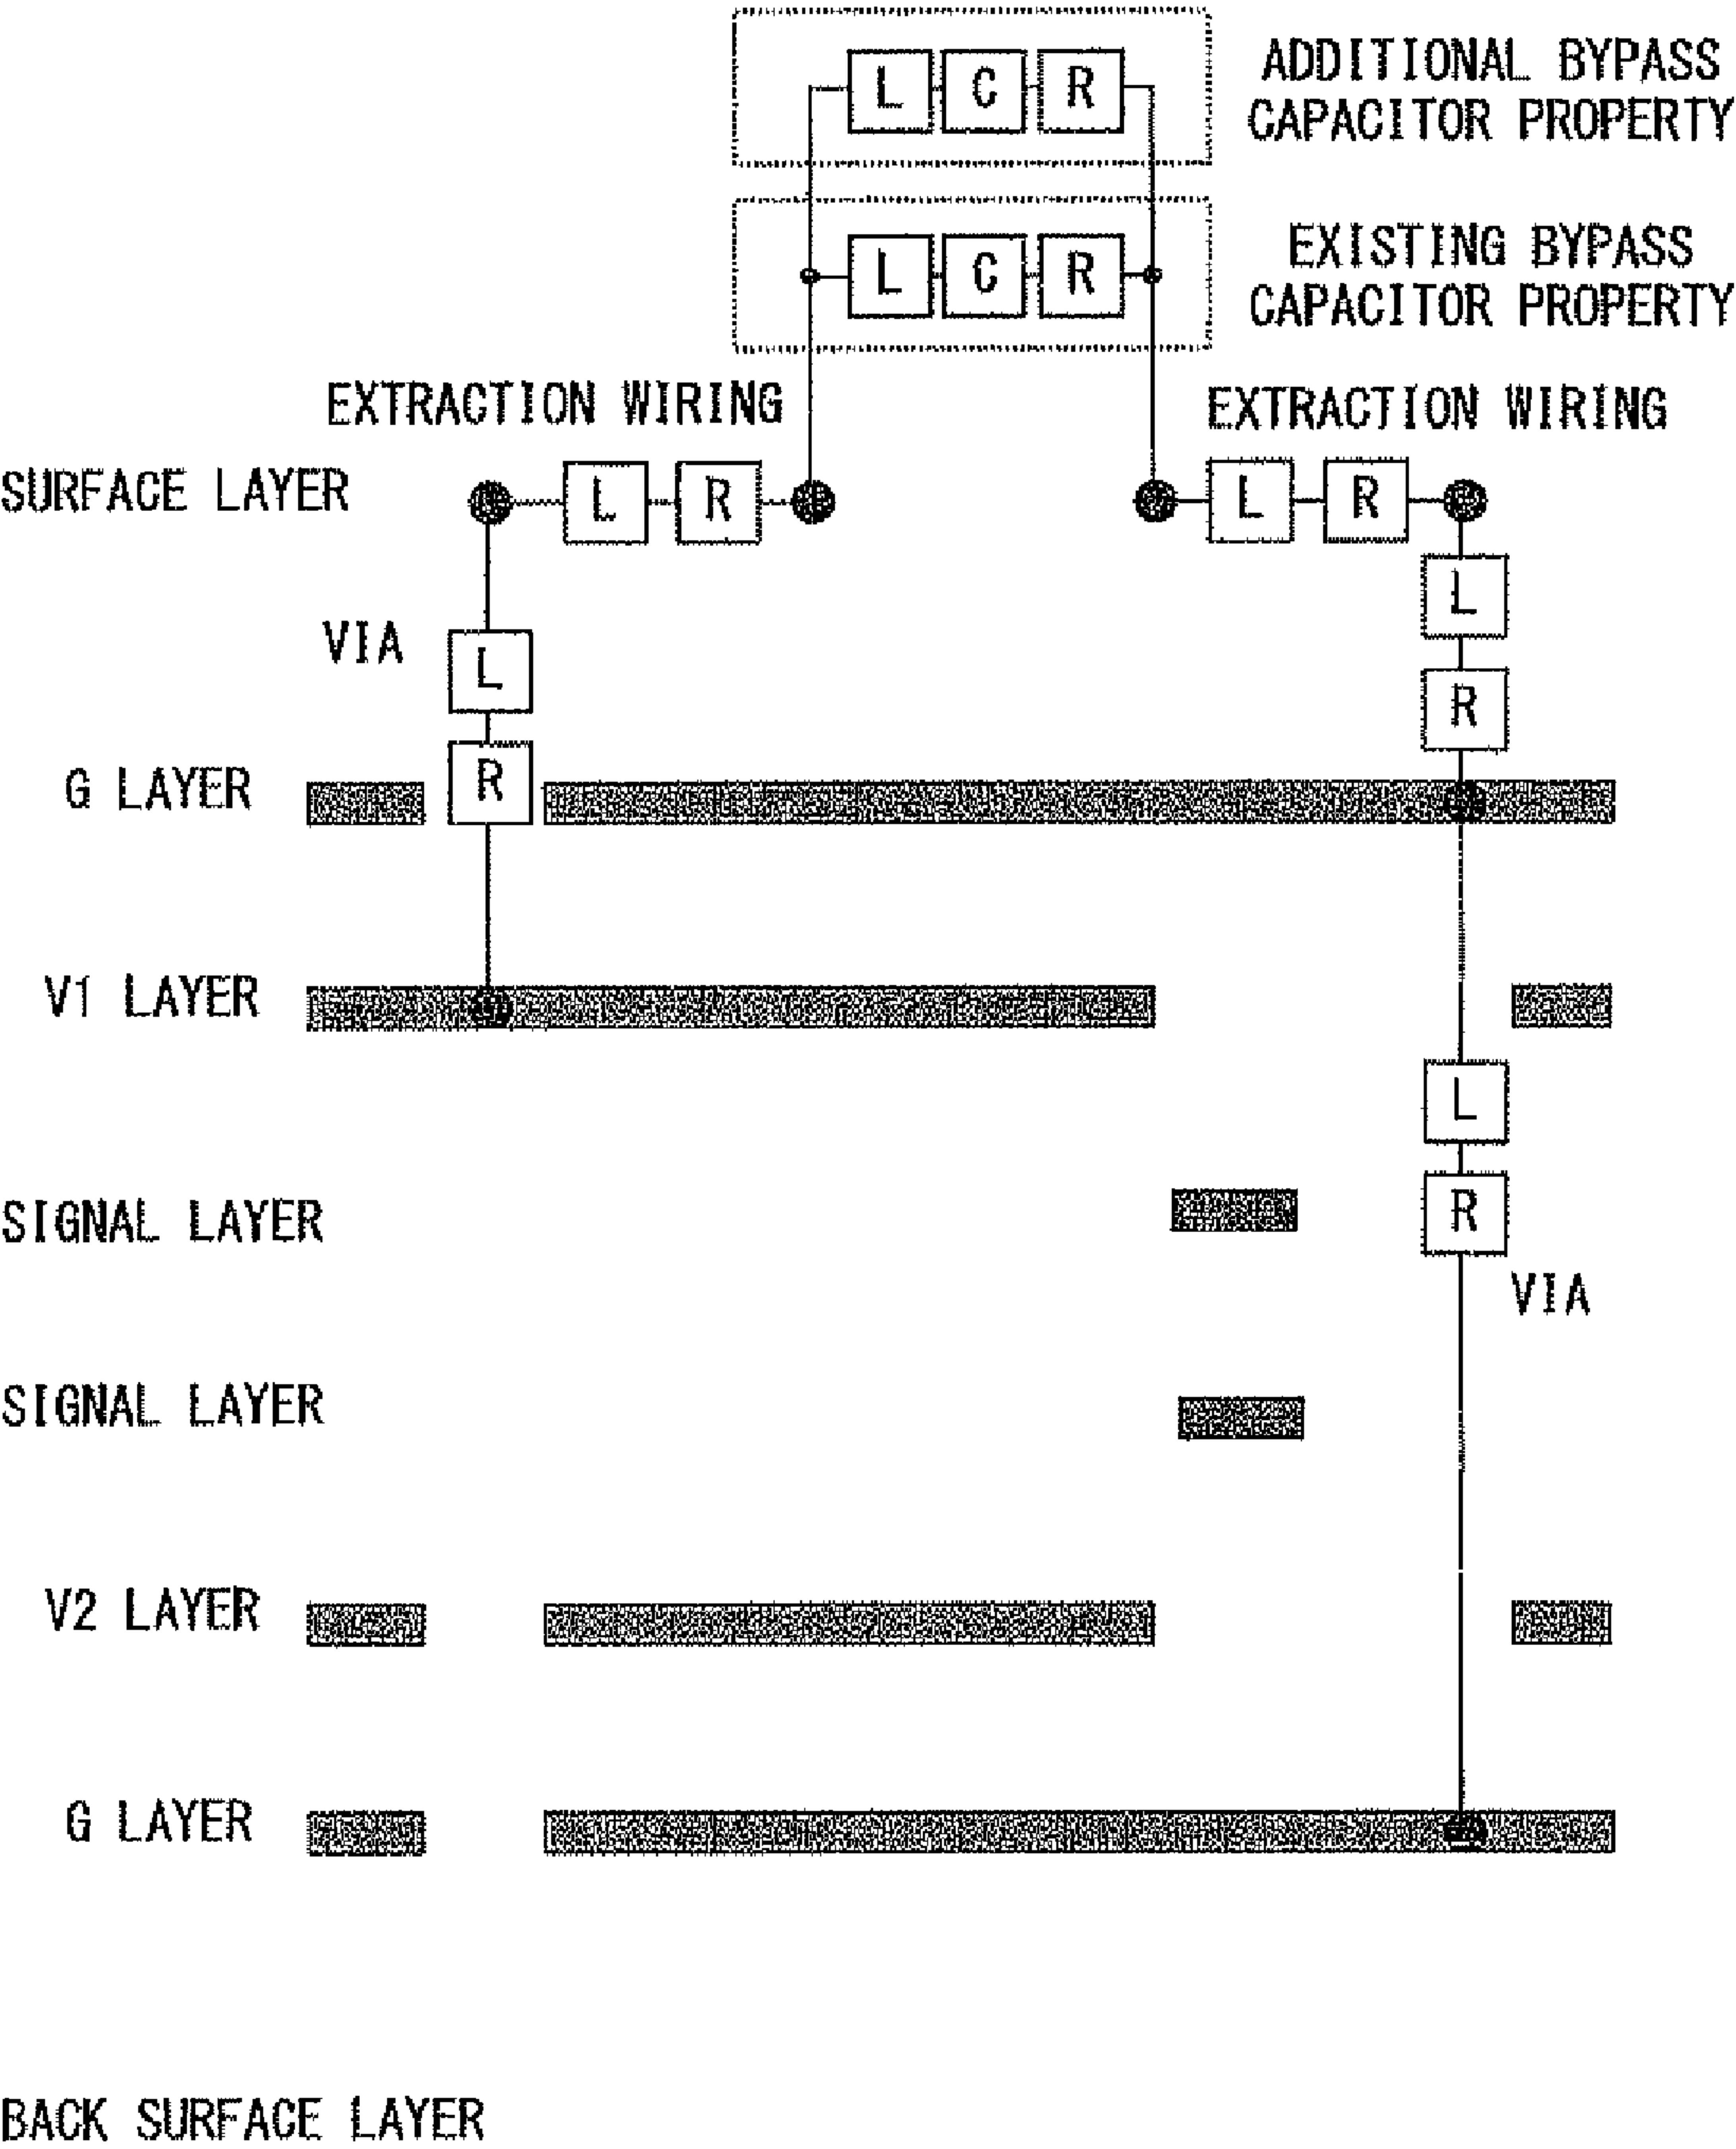 L C R
ADDITIONAL BYPASS
CAPACITOR PROPERTY
L C R
EXISTING BYPASS
CAPACITOR PROPERTY
EXTRACTION WIRING
EXTRACTION WIRING
SURFACE LAYER
L R
L R
L
R
VIA
L
R
G LAYER
V1 LAYER
L
R
SIGNAL LAYER
VIA
SIGNAL LAYER
V2 LAYER
G LAYER
BACK SURFACE LAYER